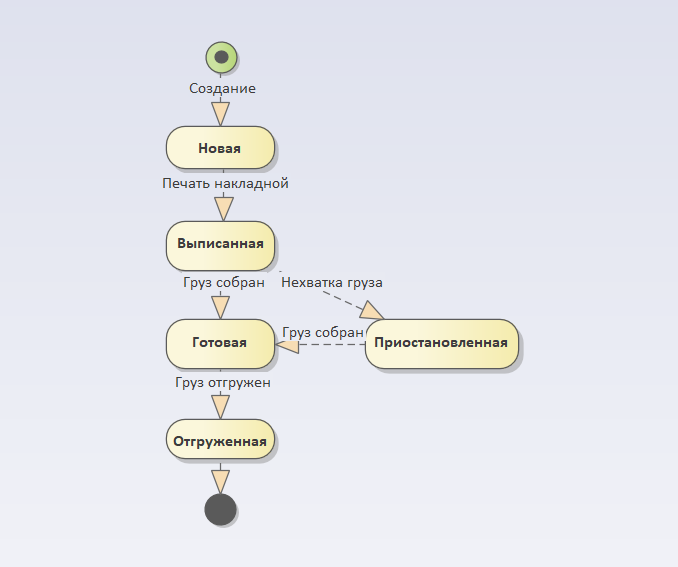 Создание
Новая
Печать накладной
Выписанная
Груз собран
Нехватка груза
Готовая
Груз собран
Приостановленная
Груз отгружен
Отгруженная